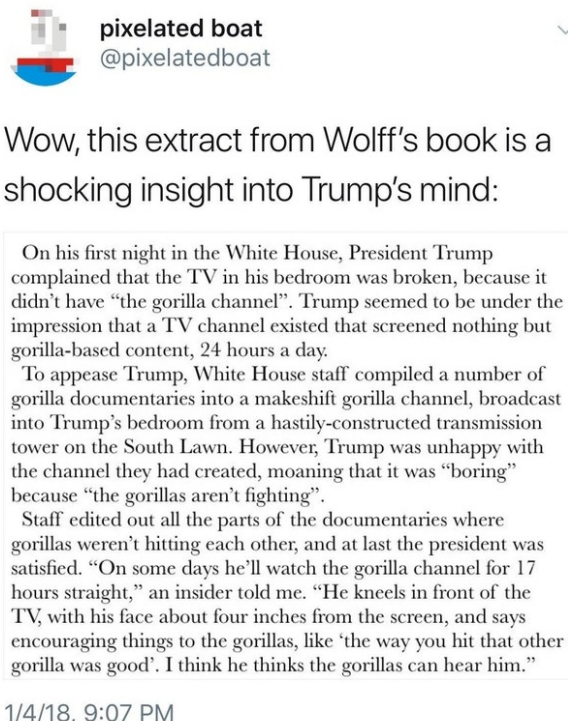 pixelated boat
@pixelatedboat
Wow, this extract from Wolff's book is a
shocking insight into Trump's mind:
On his first night in the White House, President Trump
complained that the TV in his bedroom was broken, because it
didn't have “the gorilla channel”. Trump seemed to be under the
impression that a TV channel existed that screened nothing but
gorilla-based content, 24 hours a day.
To appease Trump, White House staff compiled a number of
gorilla documentaries into a makeshift gorilla channel, broadcast
into Trump's bedroom from a hastily-constructed transmission
tower on the South Lawn. However, Trump was unhappy with
the channel they had created, moaning that it was “boring”
because “the gorillas aren't fighting”.
Staff edited out all the parts of the documentaries where
gorillas weren't hitting each other, and at last the president was
satisfied. “On some days he'll watch the gorilla channel for 17
hours straight,” an insider told me. “He kneels in front of the
TV, with his face about four inches from the screen, and says
encouraging things to the gorillas, like ‘the way you hit that other
gorilla was good’. I think he thinks the gorillas can hear him.”
1/4/18, 9:07 PM